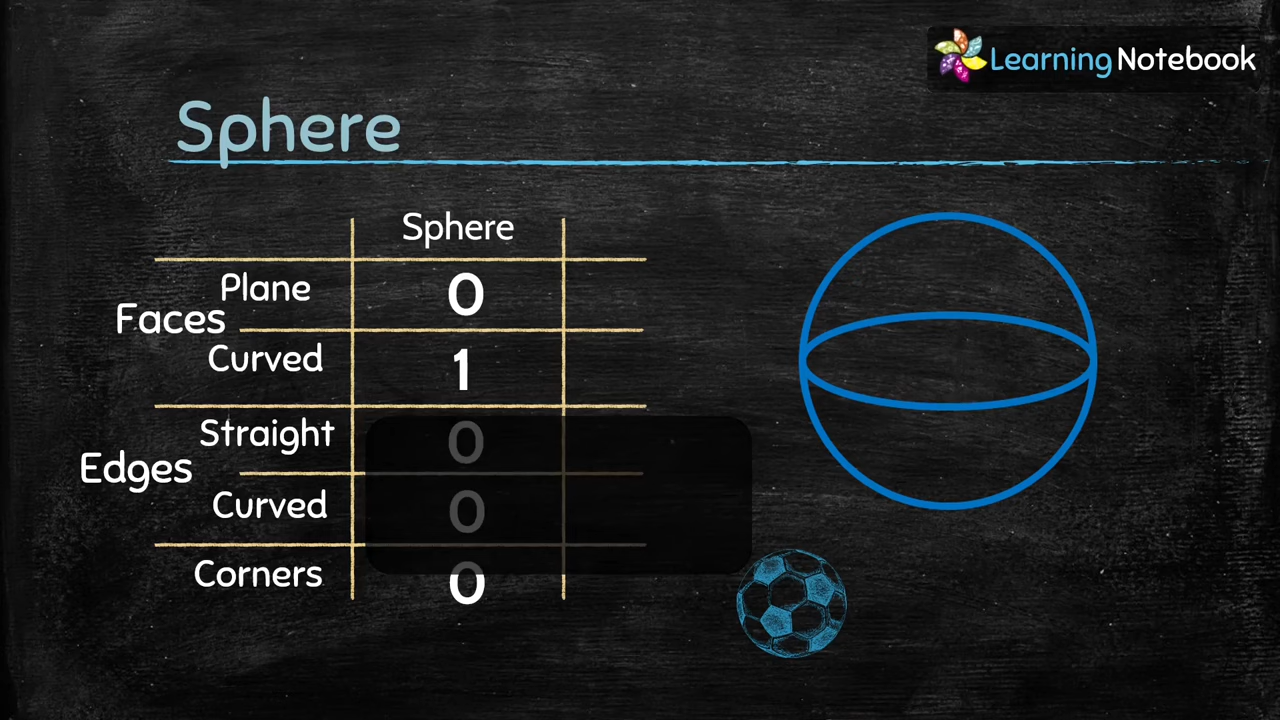 Learning Notebook
Sphere
Sphere
Faces
Plane 0
Curved 1
Edges
Straight 0
Curved 0
Corners 0